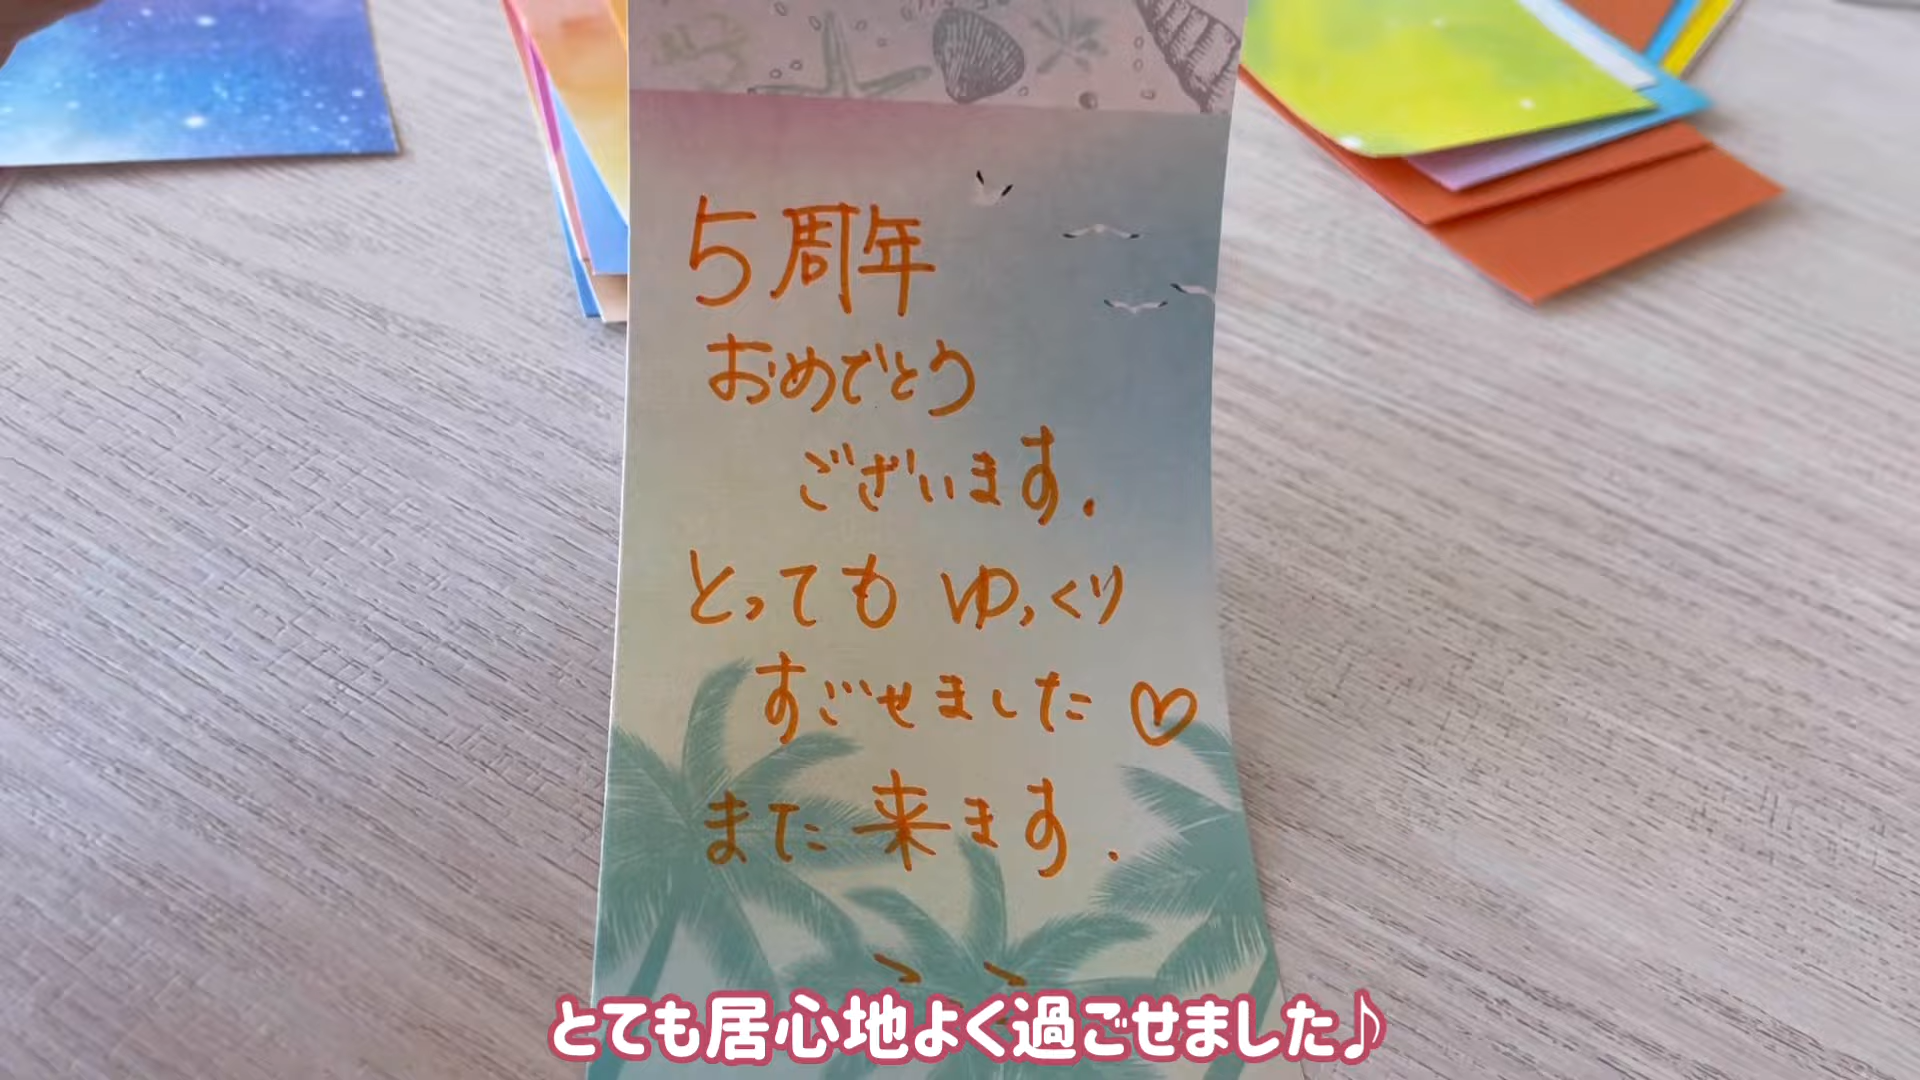 5周年
おめでとう
ございます.
とっても ゆっくり
すごせました♡
また来ます.
とても居心地よく過ごせました♪